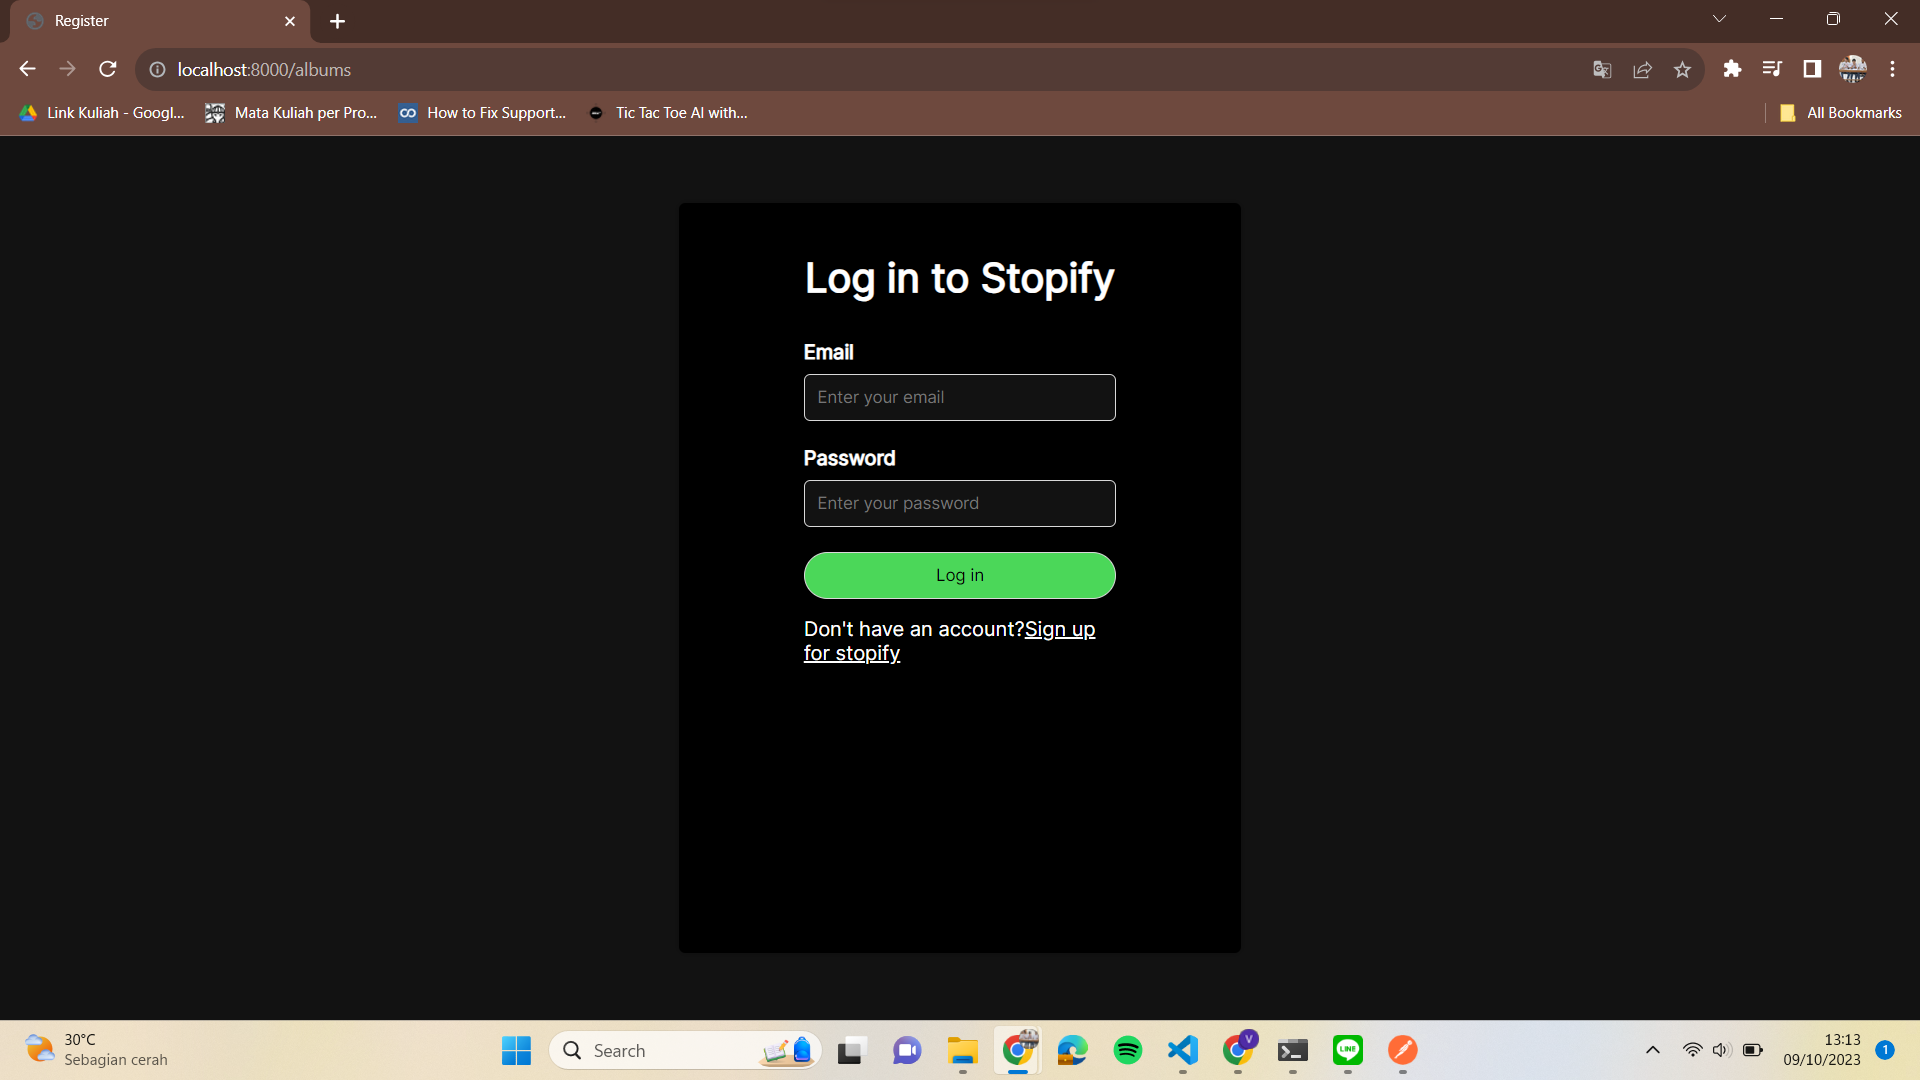 Register
localhost:8000/albums
Link Kuliah - Googl...
Mata Kuliah per Pro...
How to Fix Support...
Tic Tac Toe AI with...
All Bookmarks
Log in to Stopify
Email
Enter your email
Password
Enter your password
Log in
Don't have an account?Sign up
for stopify
30°C
Sebagian cerah
Search
V
LINE
13:13
09/10/2023
1